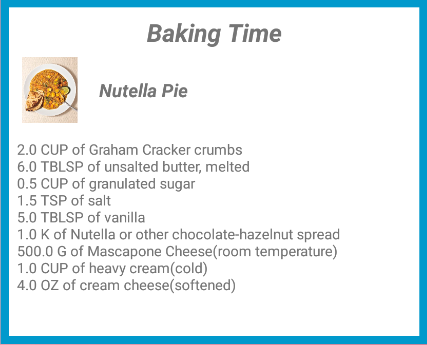 Baking Time
Nutella Pie
2.0 CUP of Graham Cracker crumbs
6.0 TBLSP of unsalted butter, melted
0.5 CUP of granulated sugar
1.5 TSP of salt
5.0 TBLSP of vanilla
1.0 K of Nutella or other chocolate-hazelnut spread
500.0 G of Mascapone Cheese(room temperature)
1.0 CUP of heavy cream(cold)
4.0 OZ of cream cheese(softened)